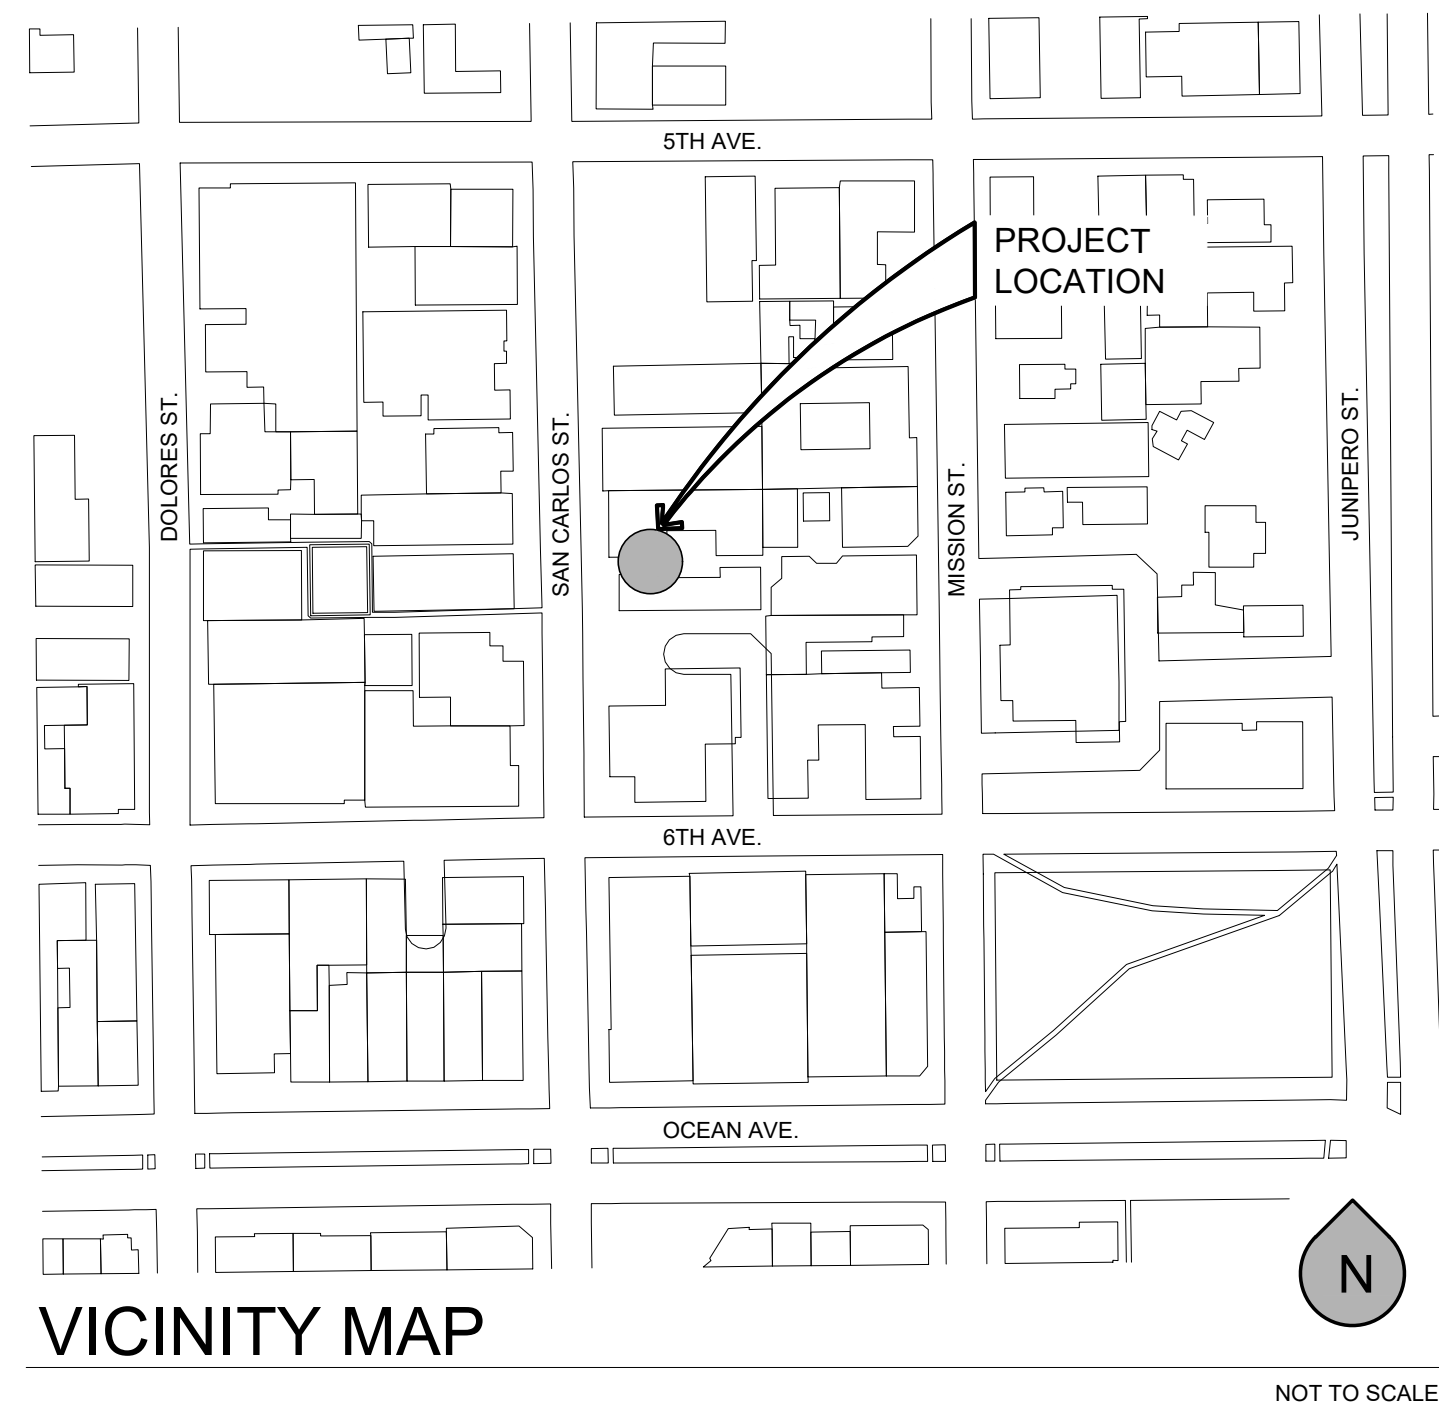 5TH AVE.
PROJECT
LOCATION
DOLORES ST.
SAN CARLOS ST.
MISSION ST.
JUNIPERO ST.
6TH AVE.
OCEAN AVE.
N
VICINITY MAP
NOT TO SCALE